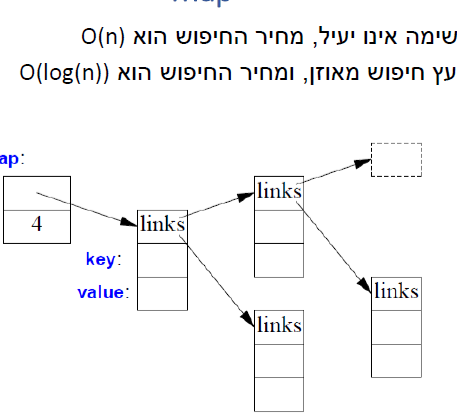 שימה אינו יעיל, מחיר החיפוש הוא O(n)
עץ חיפוש מאוזן, ומחיר החיפוש הוא O(log(n))
ap:
links
4
links
key:
value:
links
links